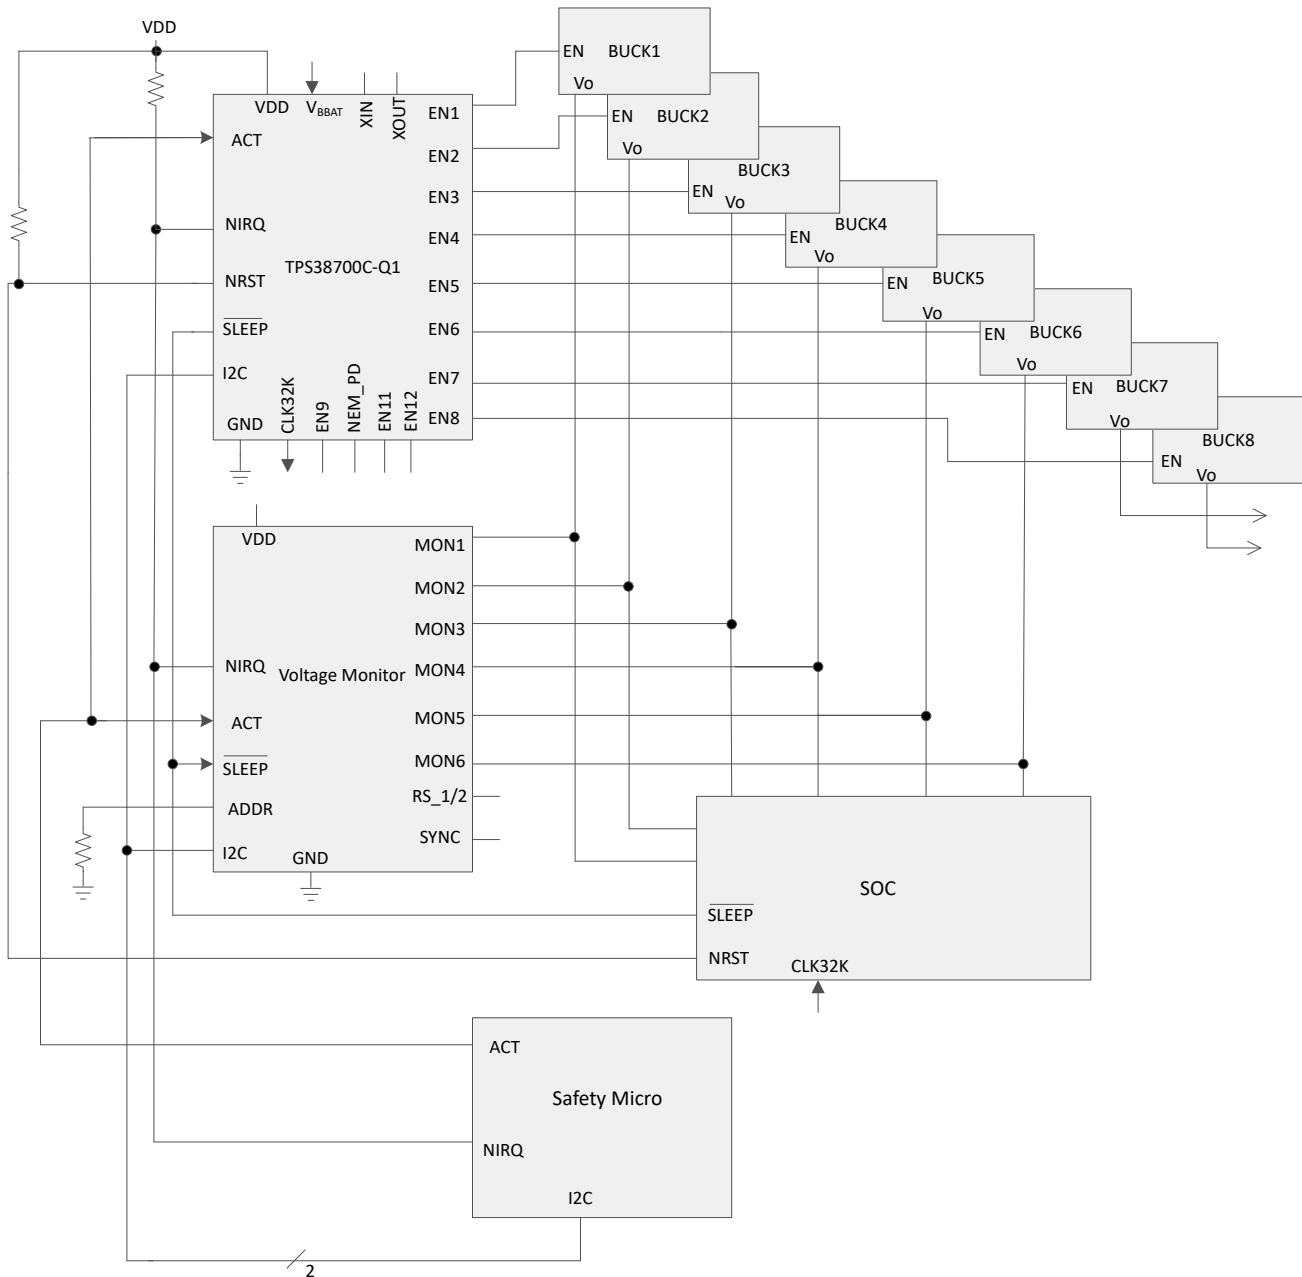 VDD
EN BUCK1
Vo
EN BUCK2
Vo
BUCK3
EN
Vo
BUCK4
EN
Vo
BUCK5
EN
Vo
BUCK6
EN
Vo
BUCK7
EN
Vo
BUCK8
EN
Vo
VDD
VBBAT
XIN
XOUT
ACT
NIRQ
NRST
SLEEP
I2C
GND
TPS38700C-Q1
EN1
EN2
EN3
EN4
EN5
EN6
EN7
EN8
CLK32K
EN9
NEM_PD
EN11
EN12
VDD
NIRQ
ACT
SLEEP
ADDR
I2C
GND
Voltage Monitor
MON1
MON2
MON3
MON4
MON5
MON6
RS_1/2
SYNC
SOC
SLEEP
NRST
CLK32K
ACT
Safety Micro
NIRQ
I2C
2